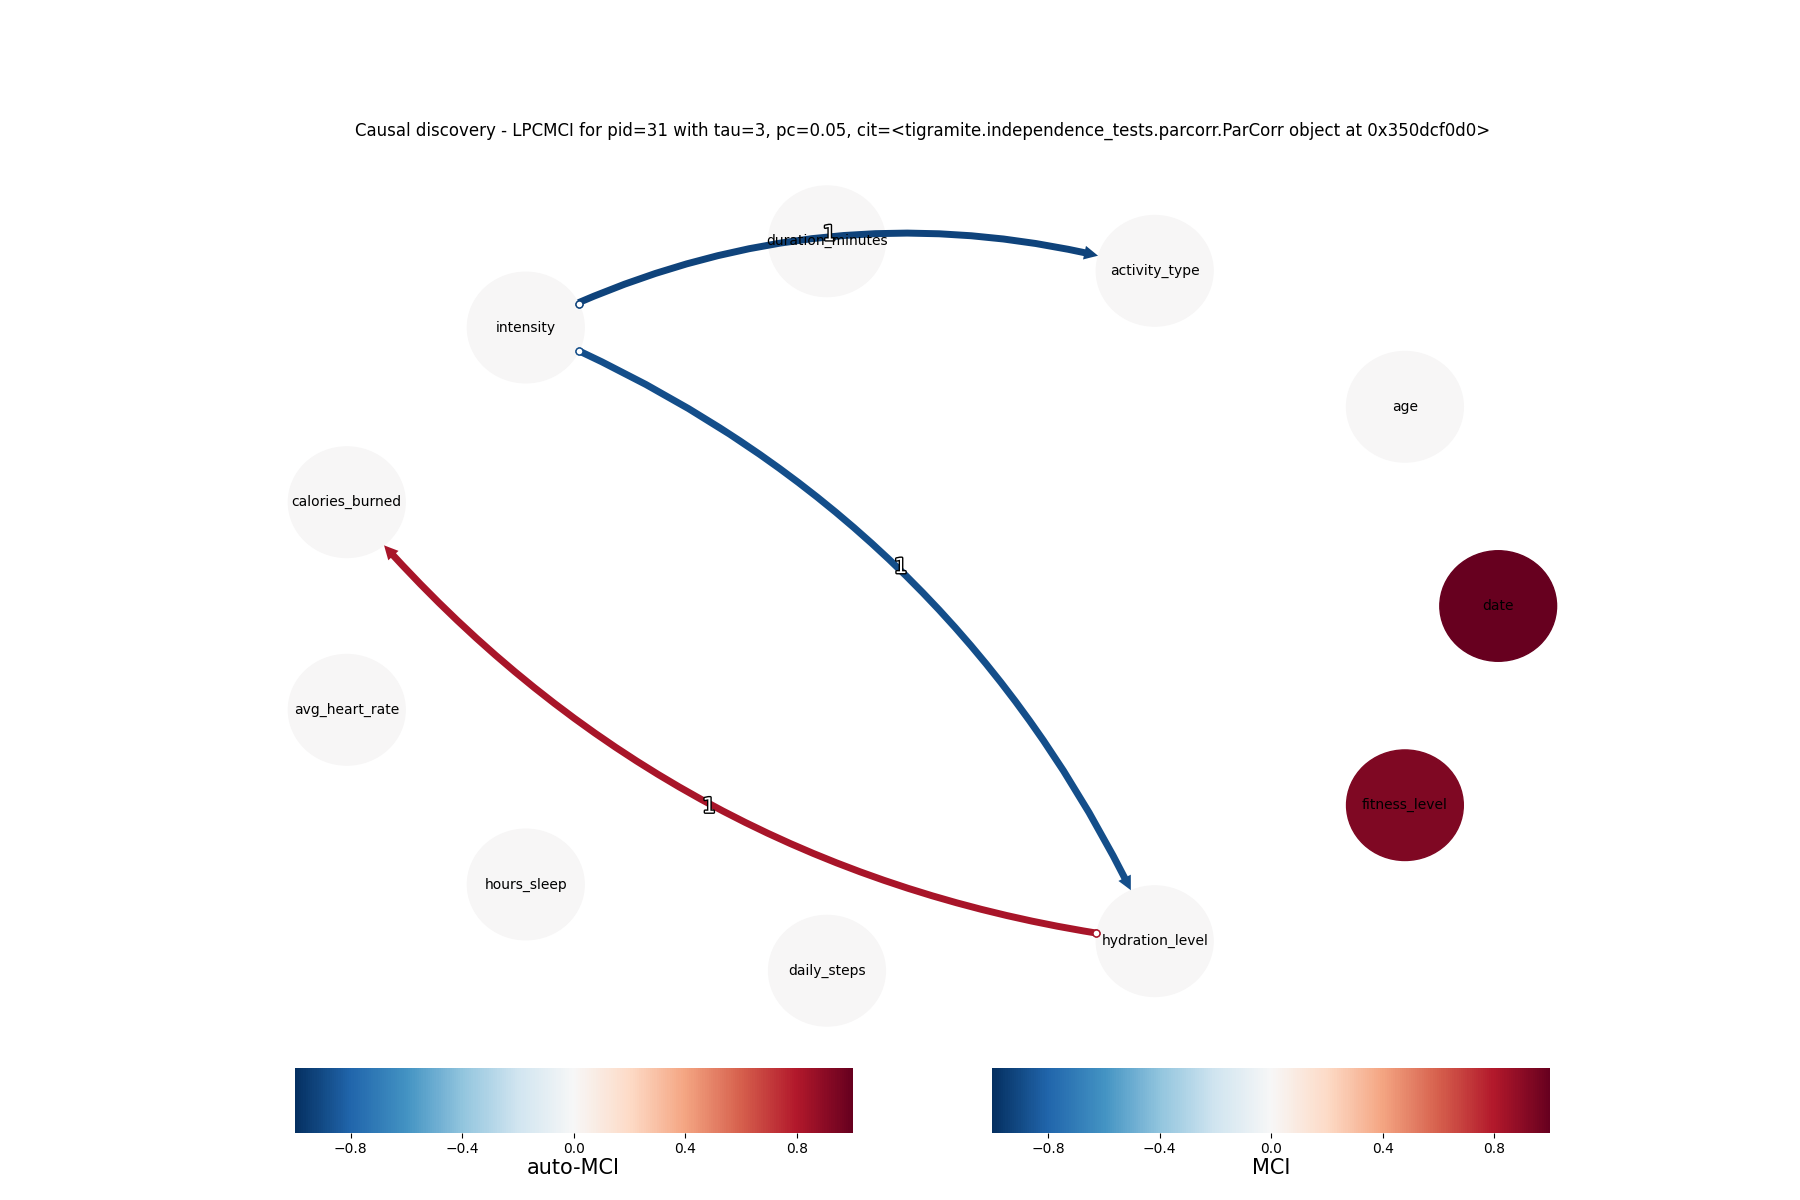 Causal discovery - LPCMCI for pid=31 with tau=3, pc=0.05, cit=<tigramite.independence_tests.parcorr.ParCorr object at 0x350dcf0d0>
1
duration_minutes
activity_type
intensity
age
calories_burned
1
date
avg_heart_rate
1
fitness_level
hours_sleep
hydration_level
daily_steps
−0.8 −0.4 0.0 0.4 0.8
auto-MCI
−0.8 −0.4 0.0 0.4 0.8
MCI